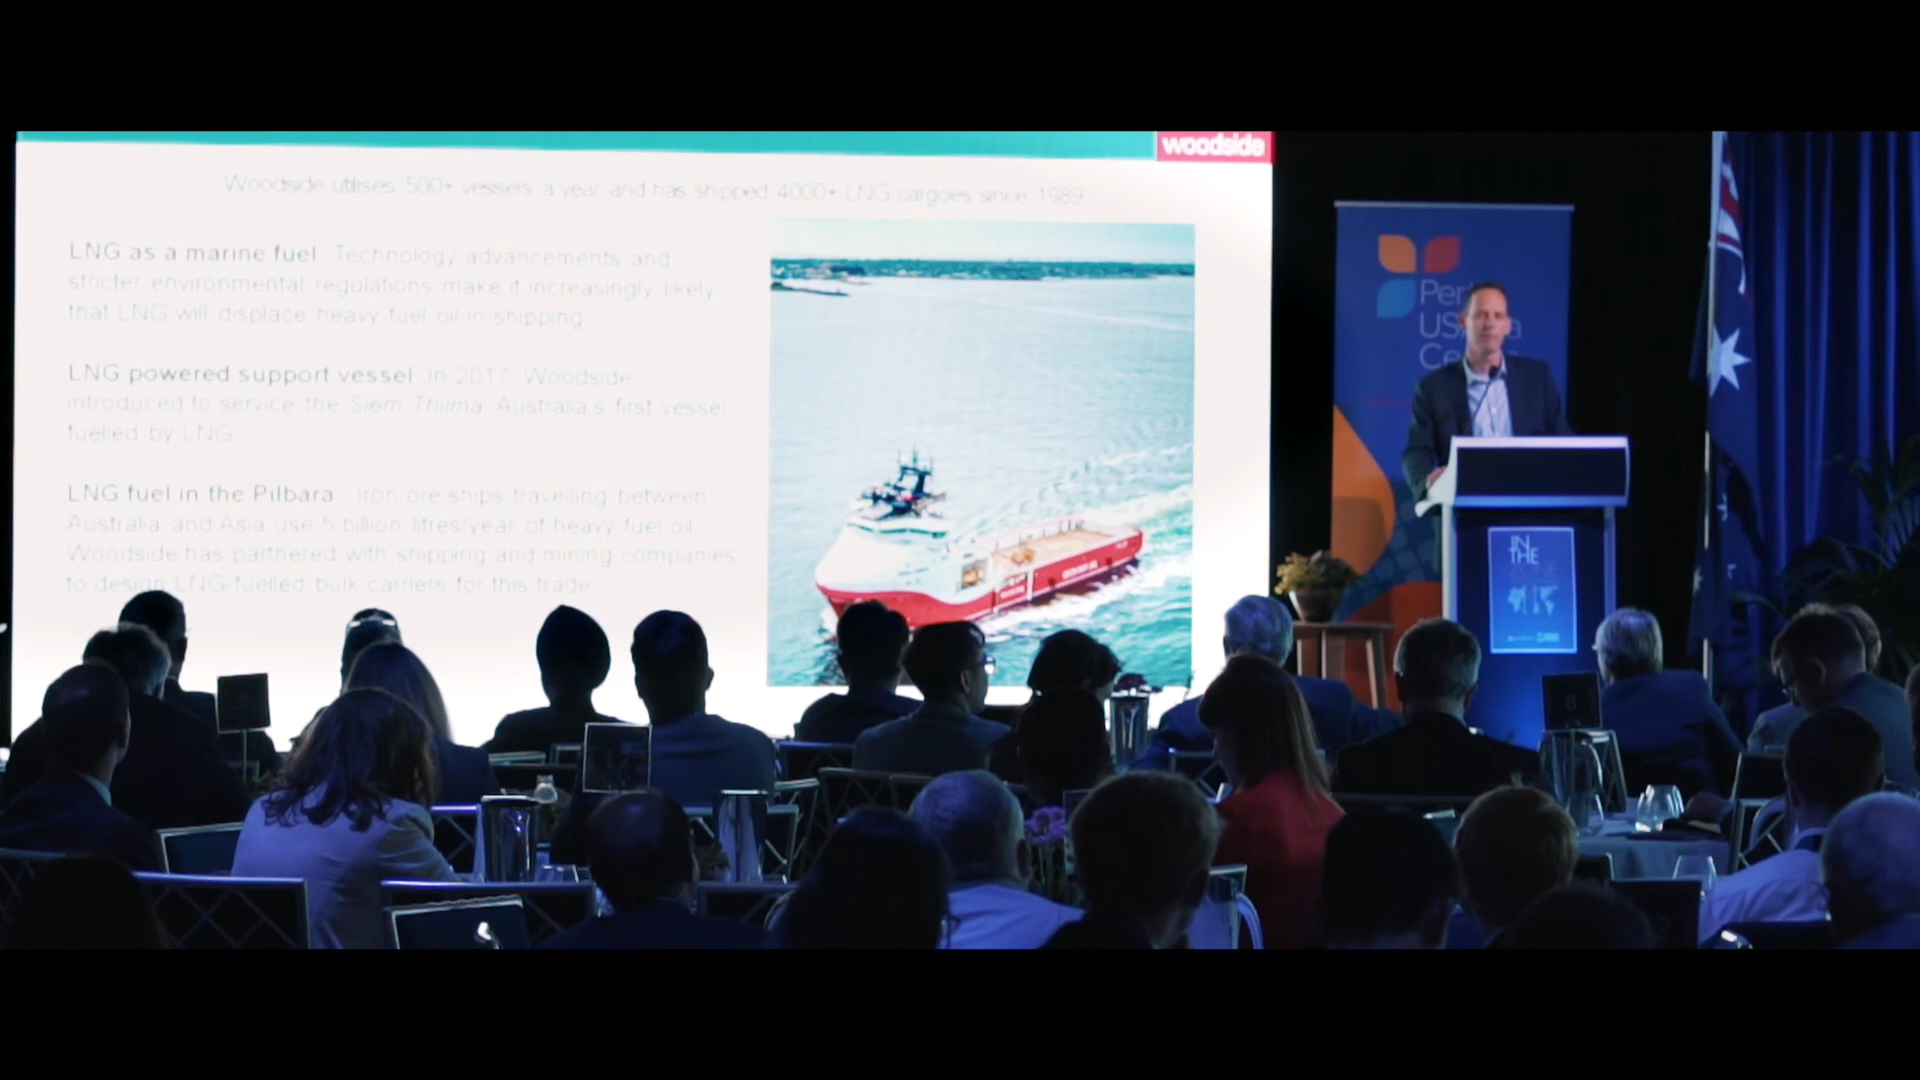 woodside
Woodside utilises 500+ vessels a year and has shipped 4000+ LNG cargoes since 1989
LNG as a marine fuel Technology advancements and
stricter environmental regulations make it increasingly likely
that LNG will displace heavy fuel oil in shipping
LNG powered support vessel in 2017 Woodside
introduced to service the Siem Thiima Australia's first vessel
fuelled by LNG
LNG fuel in the Pilbara : Iron ore ships travelling between
Australia and Asia use 5 billion litres/year of heavy fuel oil
Woodside has partnered with shipping and mining companies
to design LNG-fuelled bulk carriers for this trade
IN
THE
ZONE
8